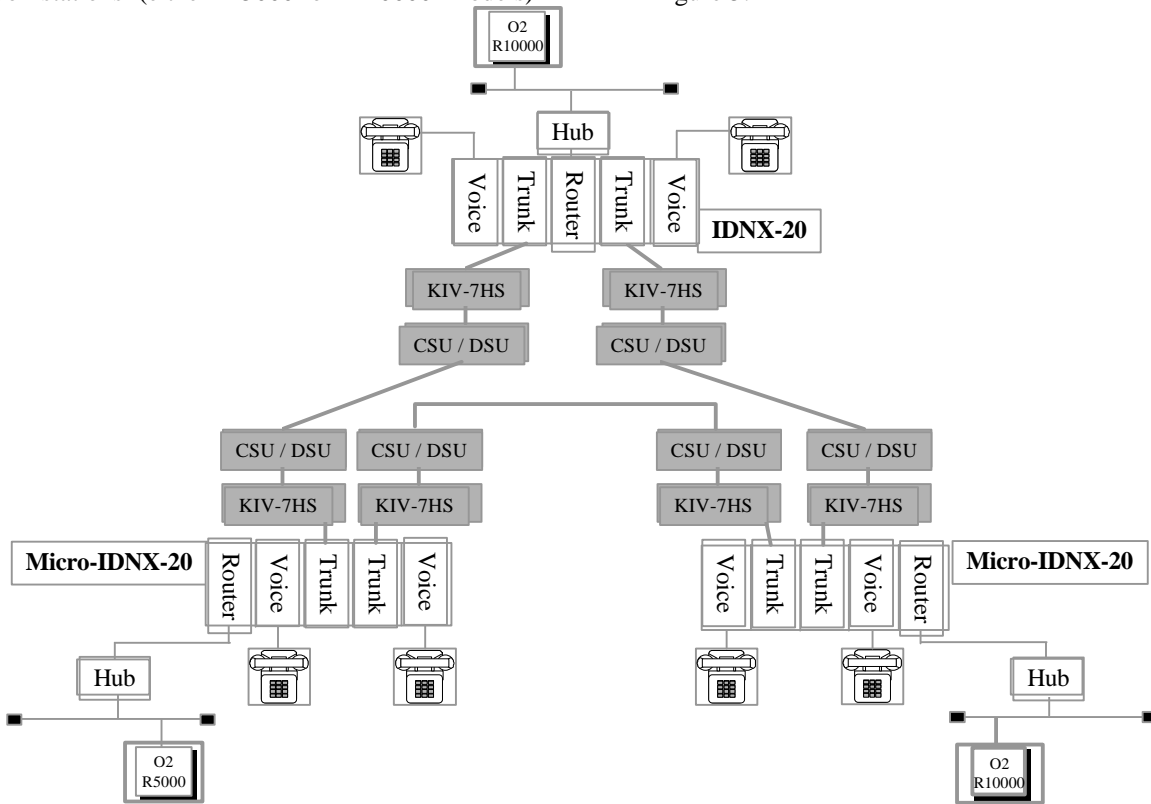 O2
R10000
Hub
Voice
Trunk
Router
Trunk
Voice
IDNX-20
KIV-7HS
KIV-7HS
CSU / DSU
CSU / DSU
CSU / DSU
CSU / DSU
CSU / DSU
CSU / DSU
KIV-7HS
KIV-7HS
KIV-7HS
KIV-7HS
Micro-IDNX-20
Router
Voice
Trunk
Trunk
Voice
Voice
Trunk
Trunk
Voice
Router
Micro-IDNX-20
Hub
Hub
O2
R5000
O2
R10000